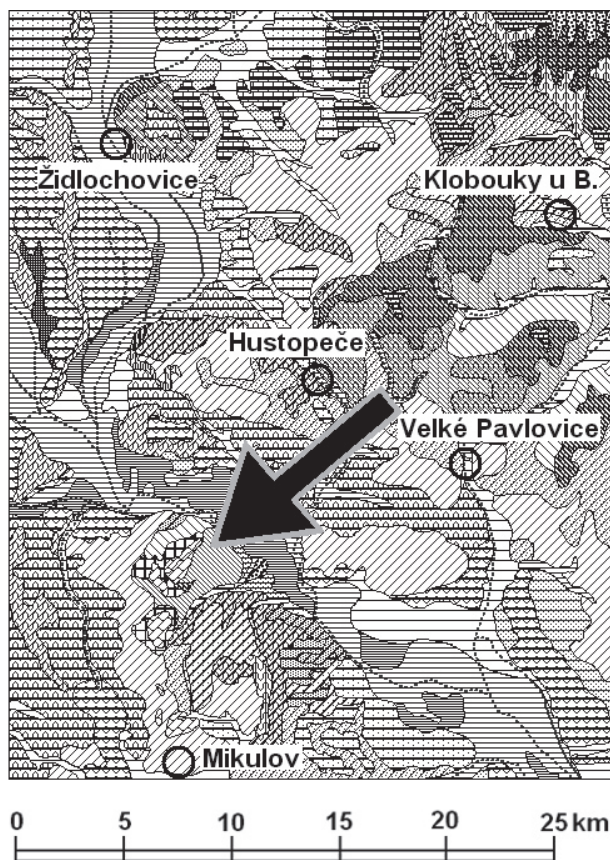 Židlochovice
Klobouky u B.
Hustopeče
Velké Pavlovice
Mikulov
0 5 10 15 20 25 km